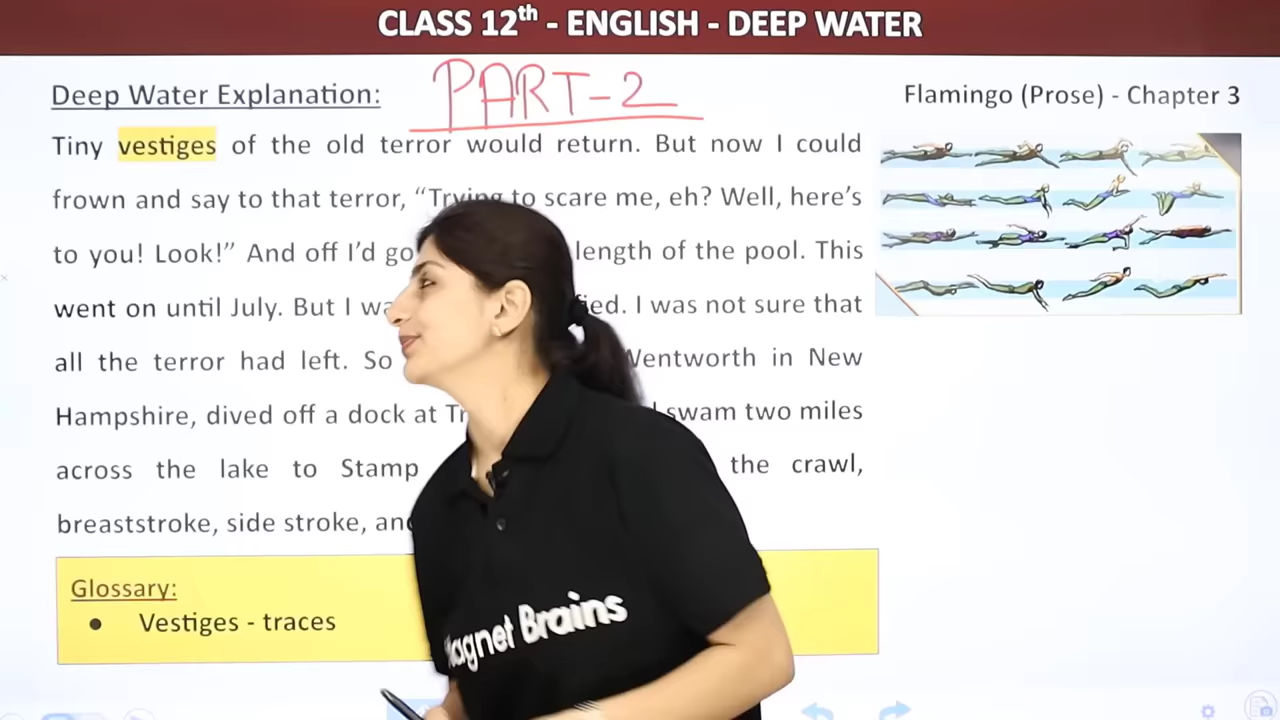 CLASS 12th - ENGLISH - DEEP WATER
Deep Water Explanation:
PART-2
Flamingo (Prose) - Chapter 3
Tiny vestiges of the old terror would return. But now I could
frown and say to that terror, “Trying to scare me, eh? Well, here’s
to you! Look!” And off I’d go length of the pool. This
went on until July. But I I was not sure that
all the terror had left. So Wentworth in New
Hampshire, dived off a dock at swam two miles
across the lake to Stamp the crawl,
breaststroke, side stroke,
Glossary:
● Vestiges - traces
Magnet Brains